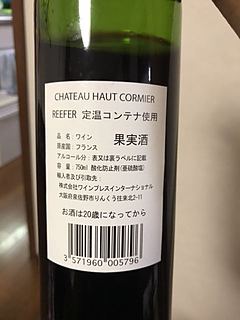 CHATEAU HAUT CORMIER
REEFER 定温コンテナ使用
品名：ワイン 果実酒
原産国：フランス
アルコール分：表又は裏ラベルに記載
容量：750ml 酸化防止剤(亜硫酸塩)
輸入者及び引取先：
株式会社ワインプレスインターナショナル
大阪府泉佐野市りんくう往来北2-11
お酒は20歳になってから
3 571960 005796